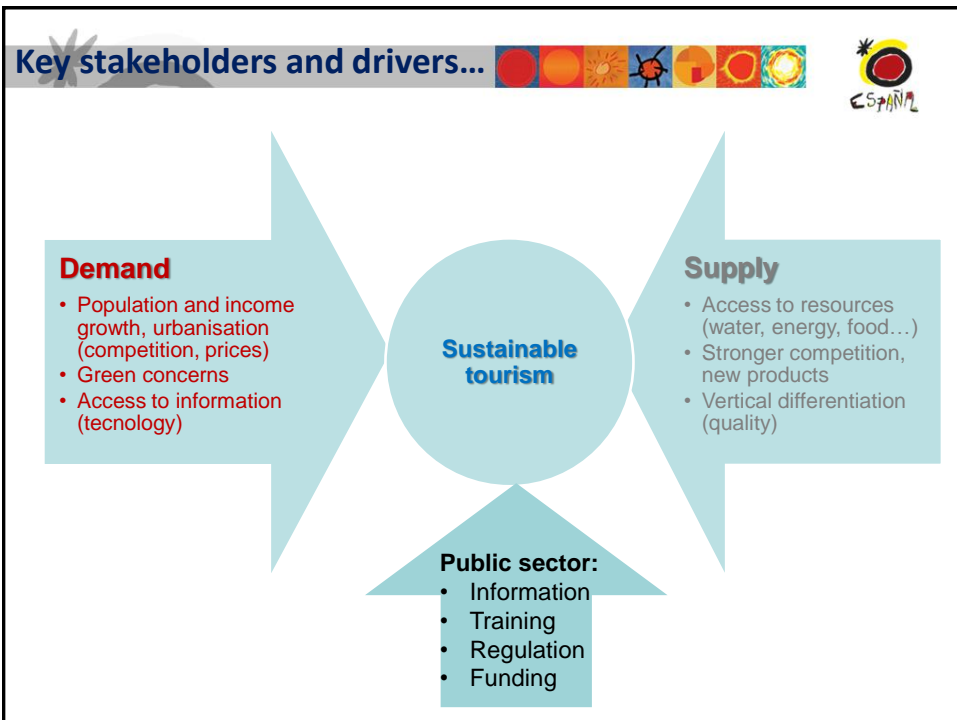 Key stakeholders and drivers...
ESPAÑA
Demand
• Population and income
growth, urbanisation
(competition, prices)
• Green concerns
• Access to information
(tecnology)
Sustainable
tourism
Supply
• Access to resources
(water, energy, food…)
• Stronger competition,
new products
• Vertical differentiation
(quality)
Public sector:
• Information
• Training
• Regulation
• Funding